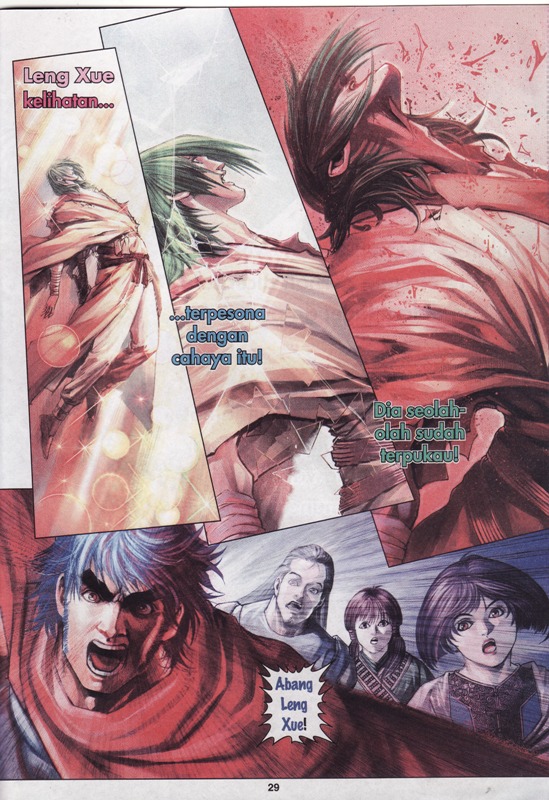 Leng Xue
kelihatan...
...terpesona
dengan
cahaya itu!
Dia seolah-
olah sudah
terpukau!
Abang
Leng
Xue!
29